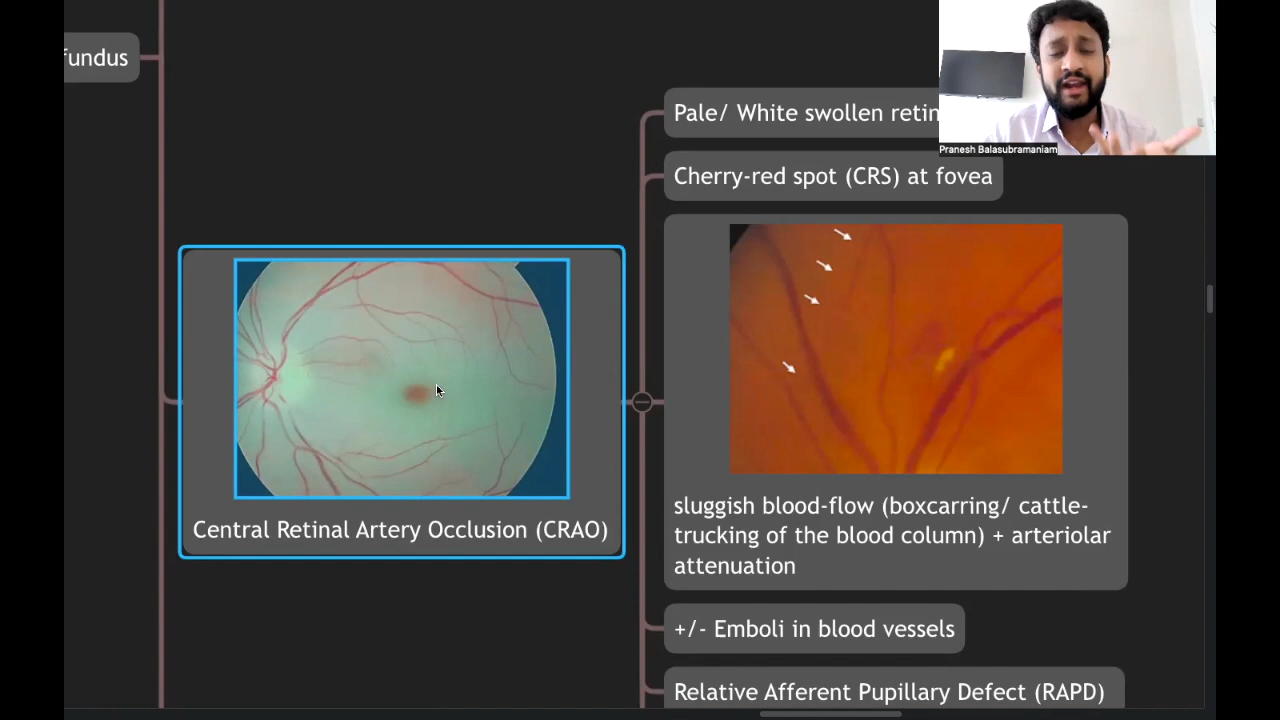 fundus
Pale/ White swollen retin
Pranesh Balasubramaniam
Cherry-red spot (CRS) at fovea
Central Retinal Artery Occlusion (CRAO)
sluggish blood-flow (boxcarring/ cattle-
trucking of the blood column) + arteriolar
attenuation
+/- Emboli in blood vessels
Relative Afferent Pupillary Defect (RAPD)